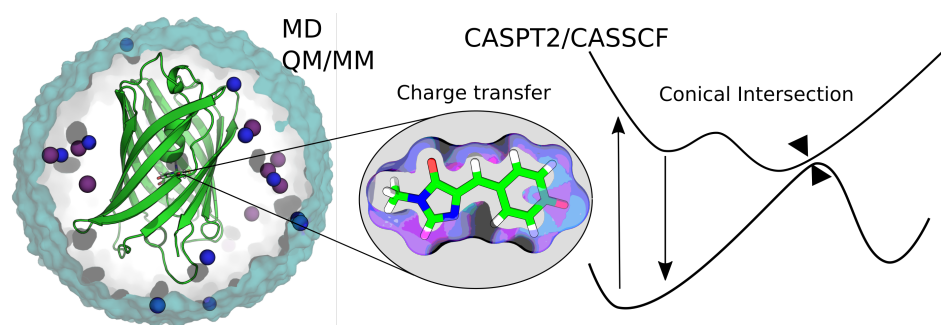 MD
QM/MM
CASPT2/CASSCF
Charge transfer
Conical Intersection